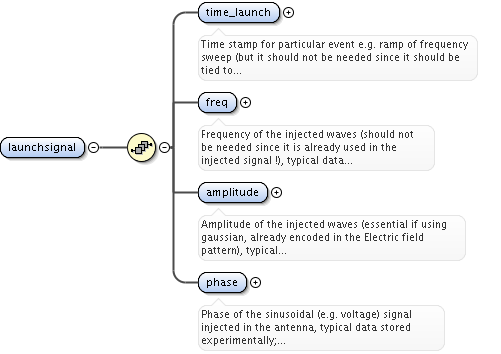 time_launch
Time stamp for particular event e.g. ramp of frequency
sweep (but it should not be needed since it should be
tied to...
freq
Frequency of the injected waves (should not
be needed since it is already used in the
injected signal !), typical data...
launchsignal
amplitude
Amplitude of the injected waves (essential if using
gaussian, already encoded in the Electric field
pattern), typical...
phase
Phase of the sinusoidal (e.g. voltage) signal
injected in the antenna, typical data stored
experimentally;...